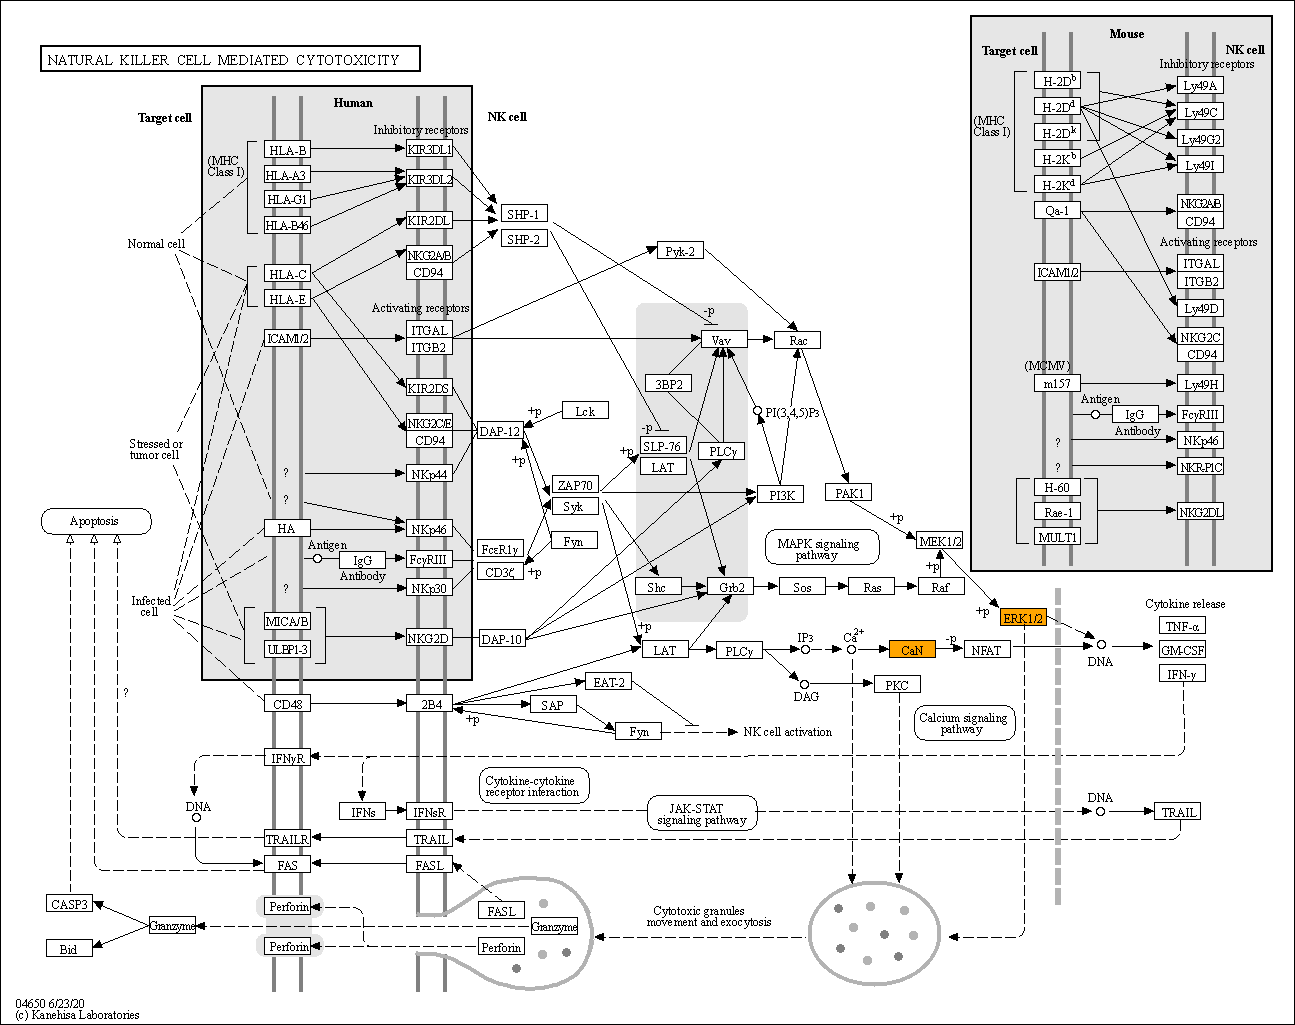 NATURAL KILLER CELL MEDIATED CYTOTOXICITY
Target cell
Human
NK cell
Inhibitory receptors
(MHC
Class I)
HLA-B
KIR3DL1
HLA-A3
KIR3DL2
HLA-G1
HLA-B46
KIR2DL
SHP-1
SHP-2
Normal cell
NKG2A/B
CD94
HLA-C
HLA-E
Activating receptors
ICAM1/2
ITGAL
ITGB2
Pyk-2
-p
Vav
Rac
KIR2DS
3BP2
PI(3,4,5)P3
NKG2C/E
CD94
DAP-12
+p
Lck
-p
SLP-76
LAT
PLCγ
+p
+p
Stressed or
tumor cell
?
NKp44
ZAP70
Syk
PI3K
PAK1
?
Apoptosis
HA
NKp46
Fyn
+p
MEK1/2
MAPK signaling
pathway
Antigen
IgG
Antibody
FcγRIII
FcεR1γ
CD3ζ
+p
+p
?
NKp30
Shc
Grb2
Sos
Ras
Raf
Infected
cell
MICA/B
ULBP1-3
NKG2D
DAP-10
+p
+p
ERK1/2
LAT
PLCγ
IP3
Ca2+
CaN
-p
NFAT
DNA
Cytokine release
TNF-α
GM-CSF
IFN-γ
DAG
PKC
?
CD48
2B4
+p
EAT-2
SAP
Fyn
NK cell activation
Calcium signaling
pathway
IFNγR
DNA
IFNs
IFNsR
Cytokine-cytokine
receptor interaction
JAK-STAT
signaling pathway
DNA
TRAIL
TRAILR
TRAIL
FAS
FASL
CASP3
Bid
Granzyme
Perforin
Perforin
FASL
Granzyme
Perforin
Cytotoxic granules
movement and exocytosis
Mouse
Target cell
NK cell
Inhibitory receptors
(MHC
Class I)
H-2Db
Ly49A
H-2Dd
Ly49C
H-2Dk
Ly49G2
H-2Kb
Ly49I
H-2Kd
Qa-1
NKG2A/B
CD94
Activating receptors
ICAM1/2
ITGAL
ITGB2
Ly49D
NKG2C
CD94
(MCMV)
m157
Ly49H
Antigen
IgG
Antibody
FcγRIII
?
NKp46
?
NKR-P1C
H-60
Rae-1
MULT1
NKG2DL
04650 6/23/20
(c) Kanehisa Laboratories